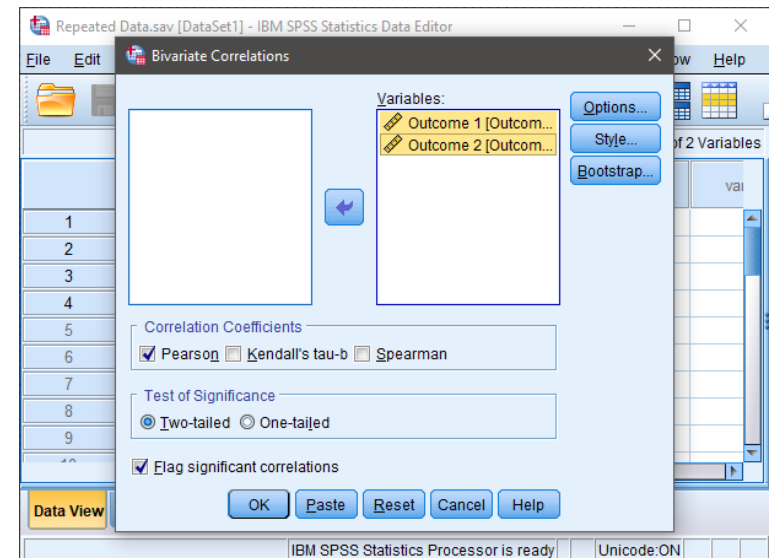 Repeated Data.sav [DataSet1] - IBM SPSS Statistics Data Editor
File Edit ow Help
Bivariate Correlations
Variables:
Outcome 1 [Outcom...
Outcome 2 [Outcom...
Options...
Style...
Bootstrap...
of 2 Variables
var
1
2
3
4
5
6
7
8
9
Correlation Coefficients
Pearson Kendall's tau-b Spearman
Test of Significance
Two-tailed One-tailed
Flag significant correlations
OK Paste Reset Cancel Help
Data View
IBM SPSS Statistics Processor is ready Unicode:ON